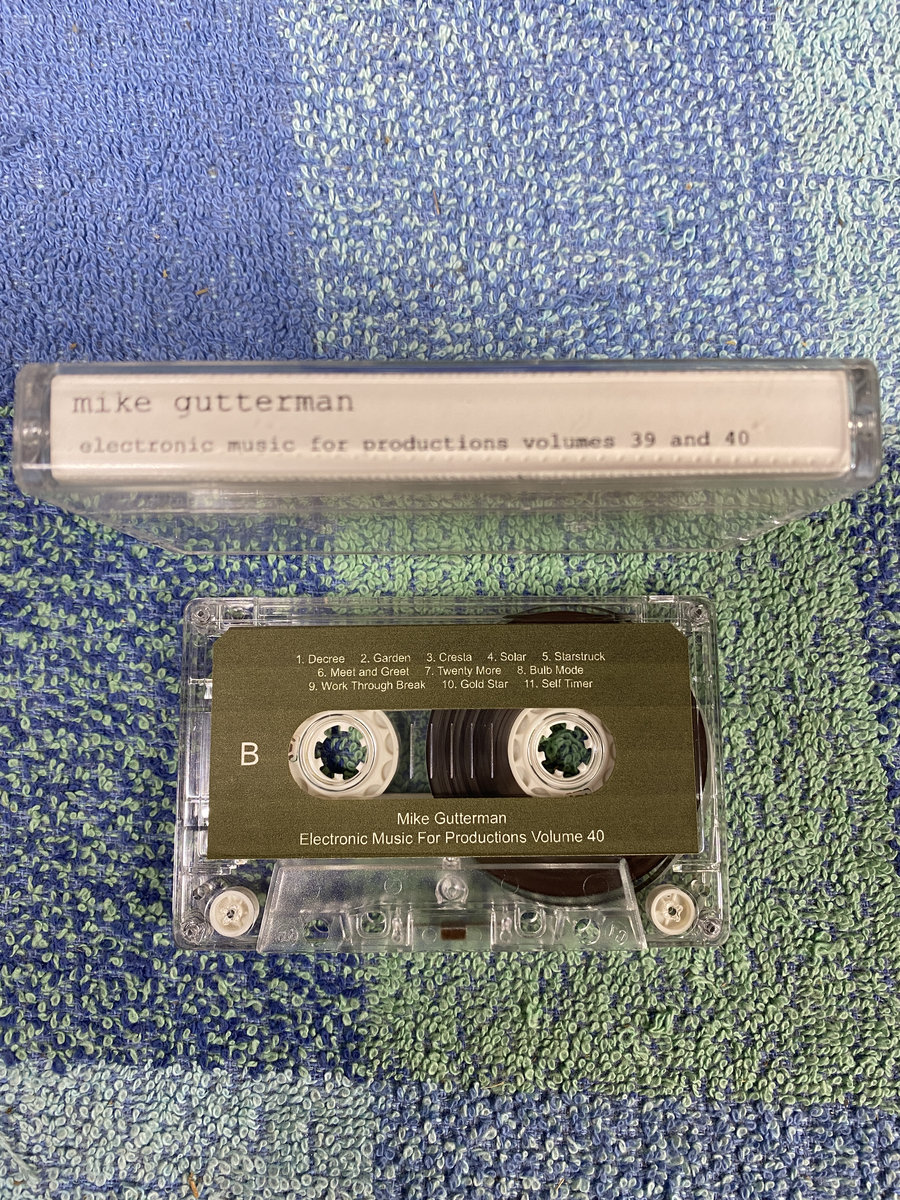 mike gutterman
electronic music for productions volumes 39 and 40
1. Decree 2. Garden 3. Cresta 4. Solar 5. Starstruck
6. Meet and Greet 7. Twenty More 8. Bulb Mode
9. Work Through Break 10. Gold Star 11. Self Timer
B
Mike Gutterman
Electronic Music For Productions Volume 40